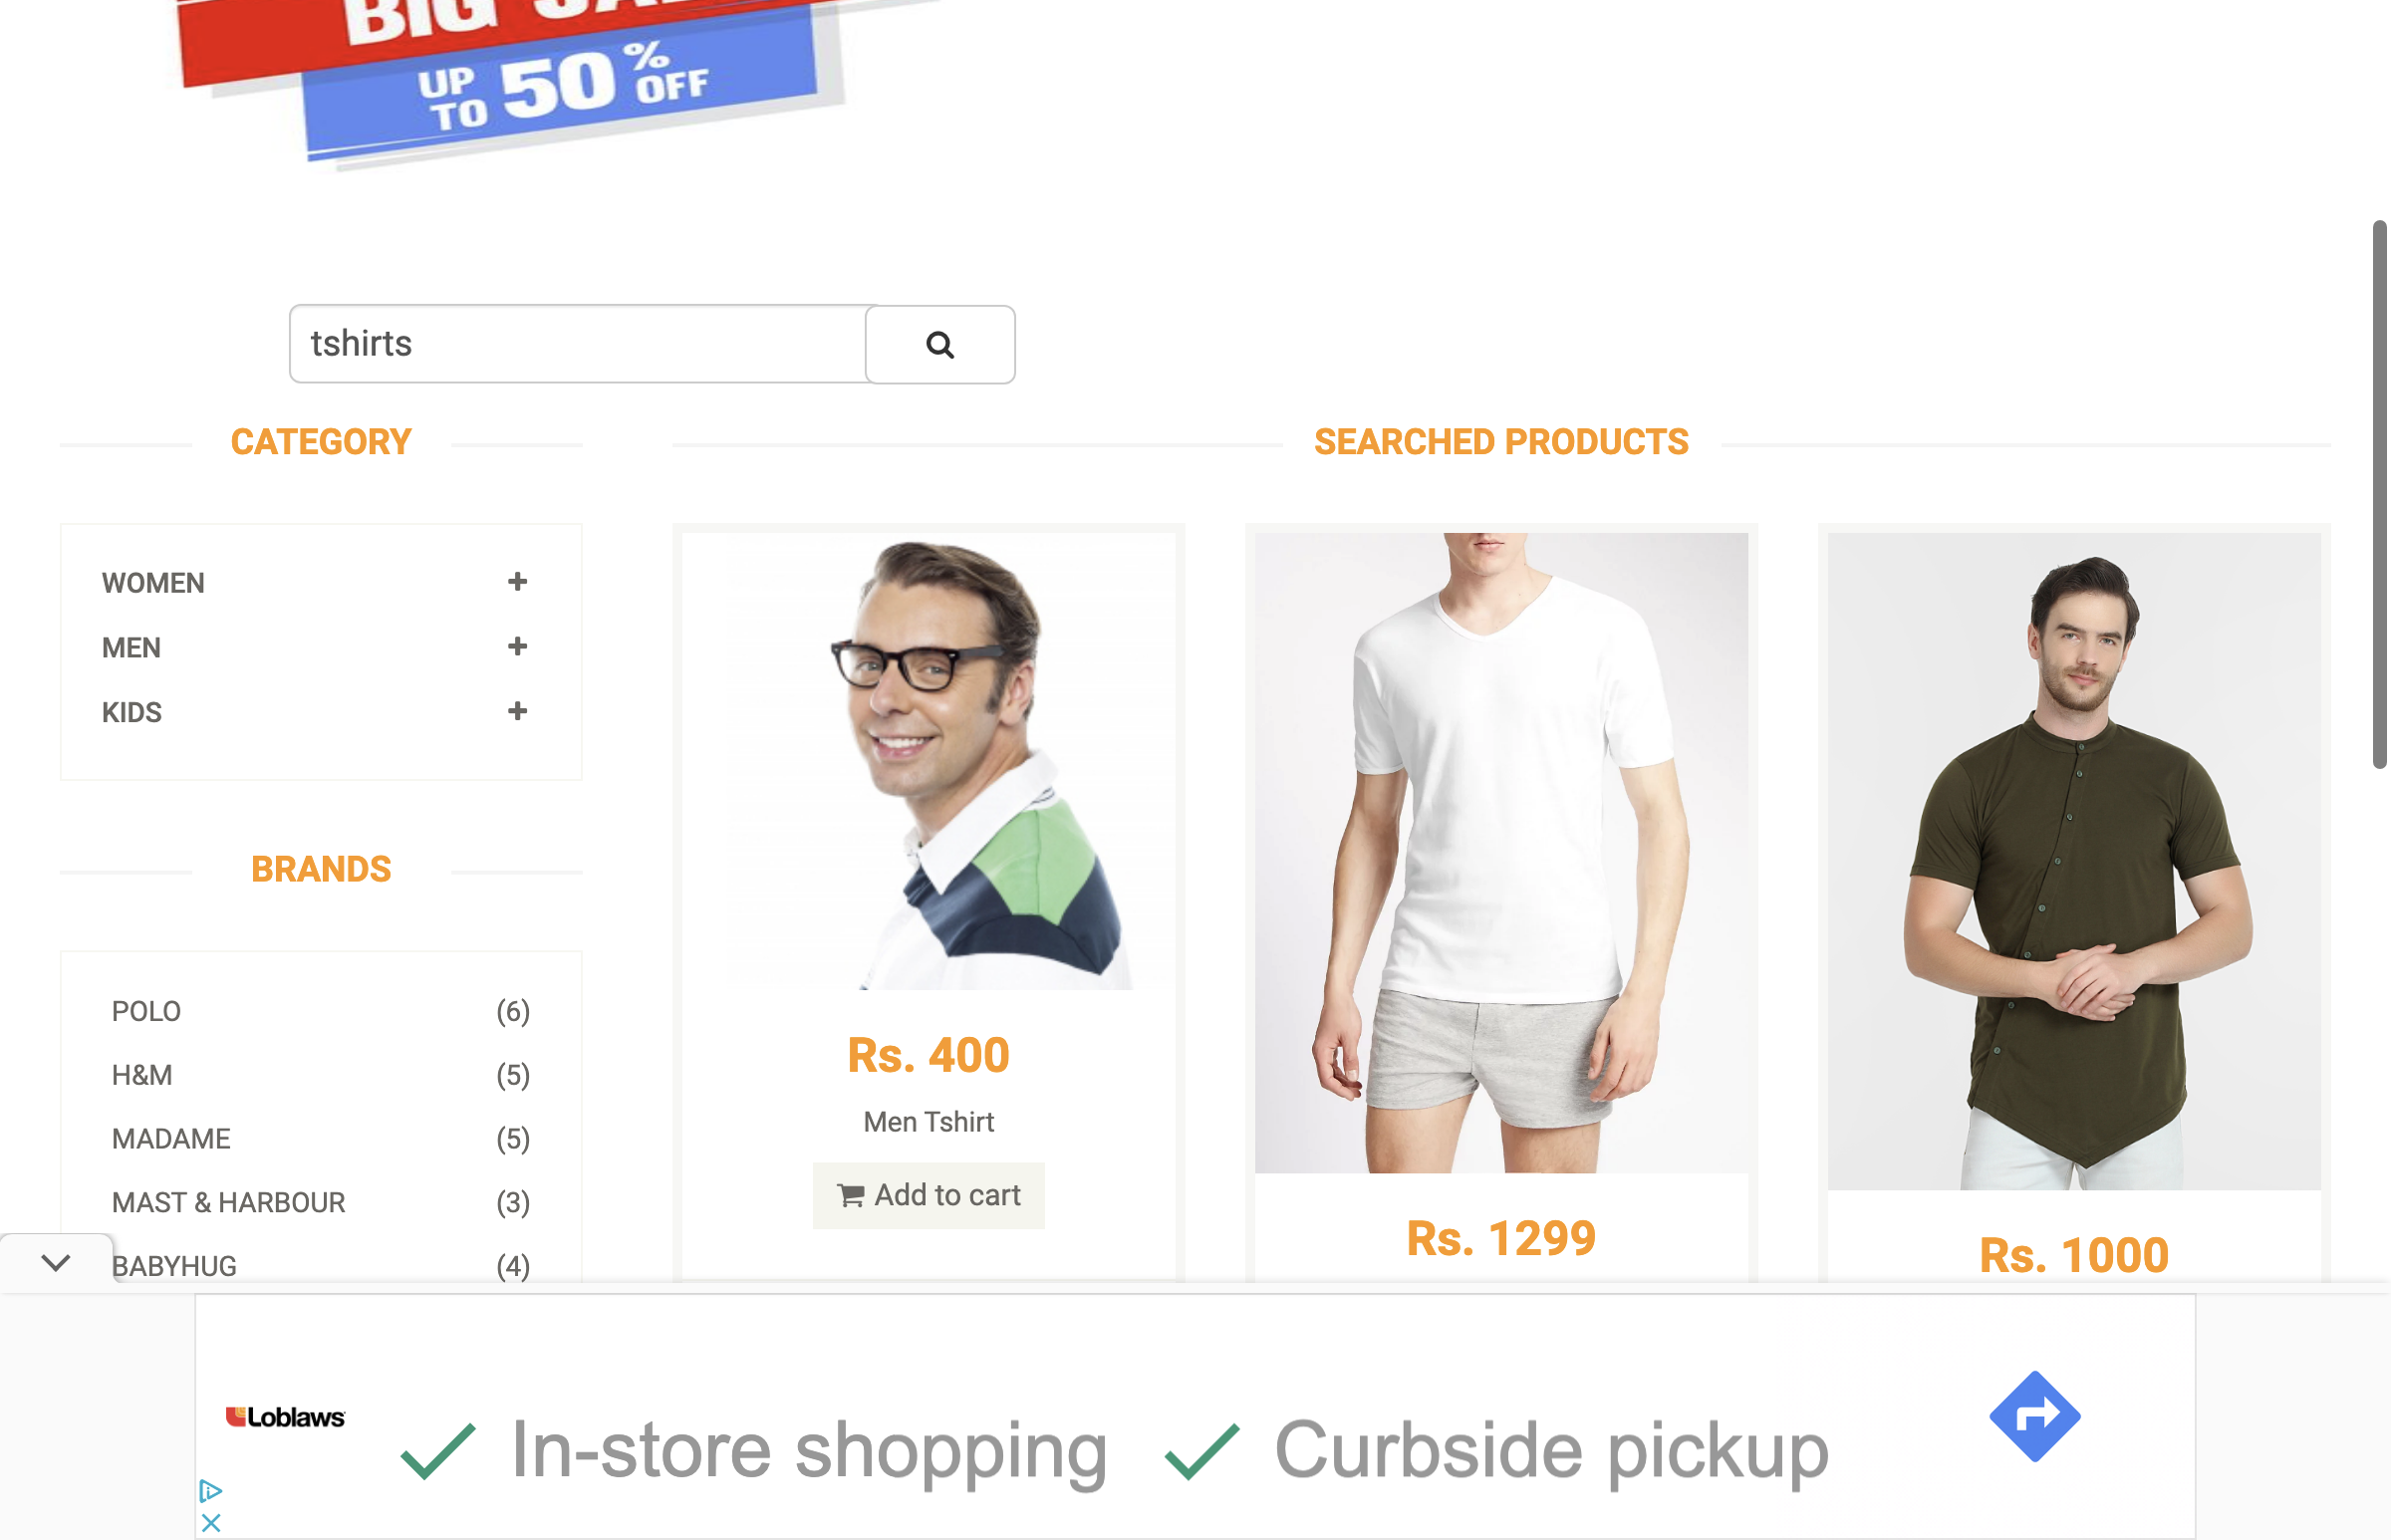 BIG
UP TO 50% OFF
tshirts
CATEGORY
WOMEN
MEN
KIDS
BRANDS
POLO (6)
H&M (5)
MADAME (5)
MAST & HARBOUR (3)
BABYHUG (4)
SEARCHED PRODUCTS
Rs. 400
Men Tshirt
Add to cart
Rs. 1299
Rs. 1000
Loblaws
In-store shopping
Curbside pickup